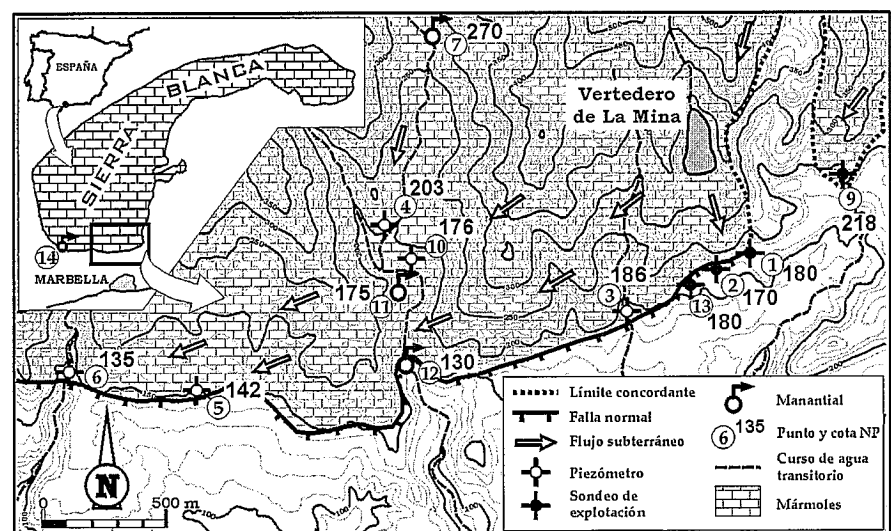 ESPAÑA
SIERRA
BLANCA
14
MARBELLA
7 270
Vertedero
de La Mina
4 203
10 176
9
218
11 175
3 186
1 180
2 170
13 180
12 130
6 135
5 142
N
0 500 m
Límite concordante
Falla normal
Flujo subterráneo
Piezómetro
Sondeo de
explotación
Manantial
6 135 Punto y cota NP
Curso de agua
transitorio
Mármoles